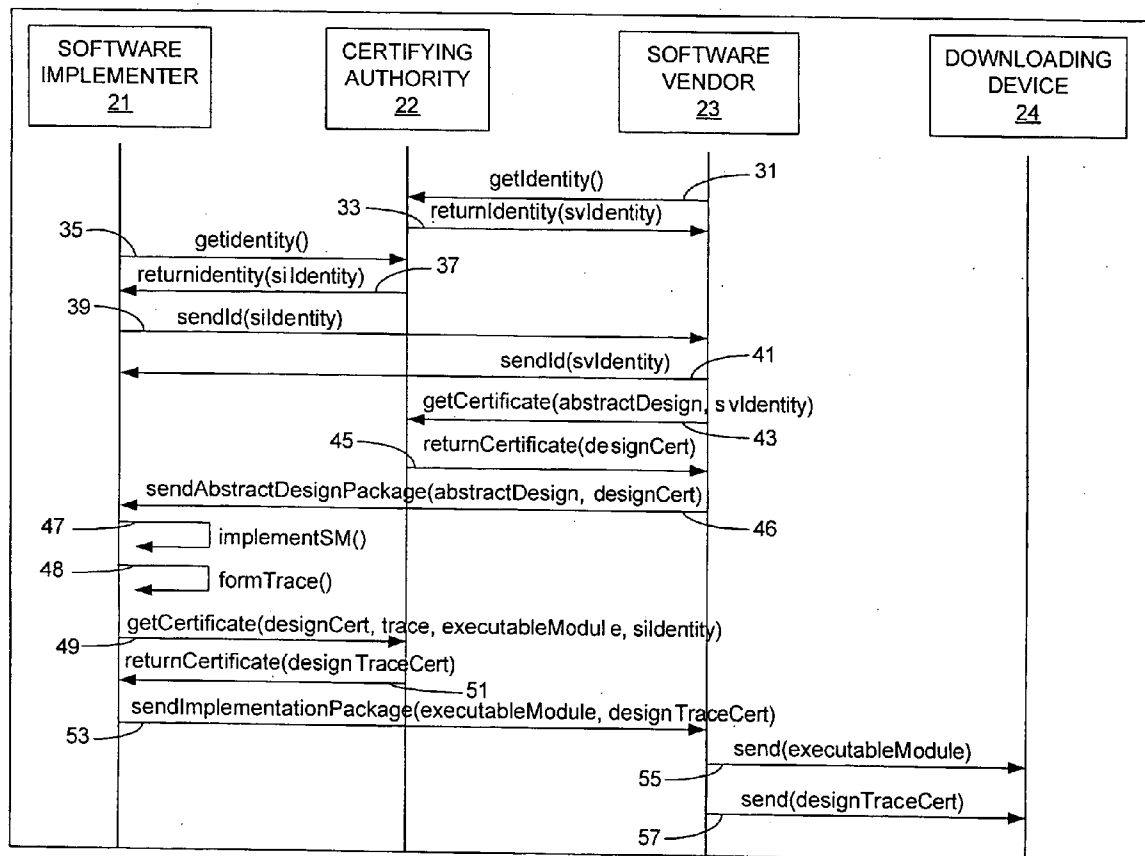 SOFTWARE
IMPLEMENTER
21
CERTIFYING
AUTHORITY
22
SOFTWARE
VENDOR
23
DOWNLOADING
DEVICE
24
getIdentity()
31
33
returnIdentity(svIdentity)
35
getidentity()
returnidentity(siIdentity)
37
39
sendId(siIdentity)
sendId(svIdentity)
41
getCertificate(abstractDesign, svIdentity)
43
45
returnCertificate(designCert)
sendAbstractDesignPackage(abstractDesign, designCert)
46
47
implementSM()
48
formTrace()
getCertificate(designCert, trace, executableModule, siIdentity)
49
returnCertificate(designTraceCert)
51
sendImplementationPackage(executableModule, designTraceCert)
53
send(executableModule)
55
send(designTraceCert)
57